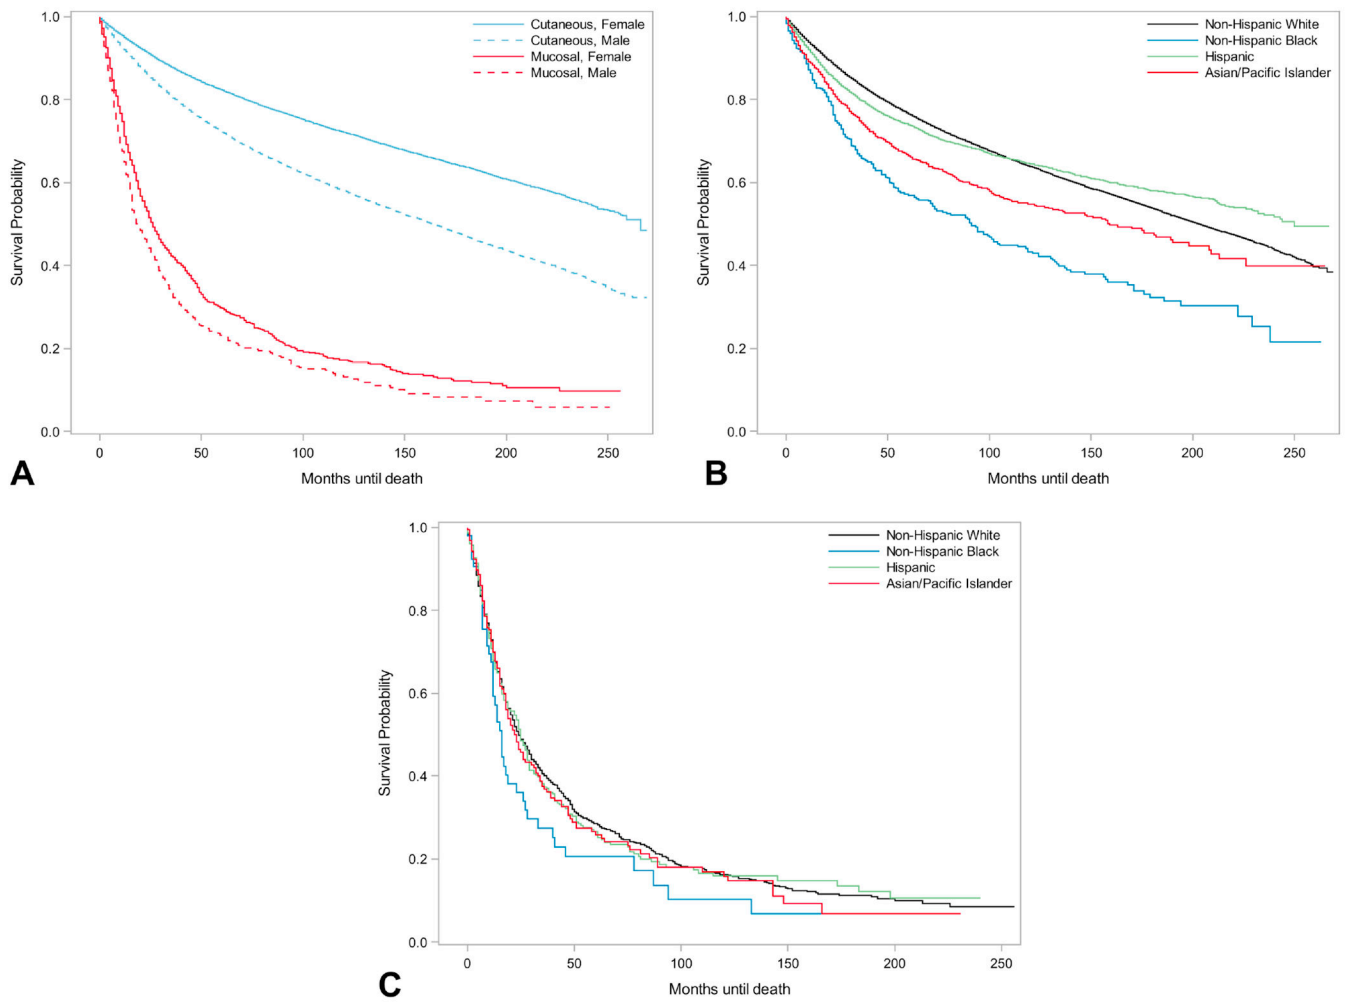 1.0
0.8
0.6
0.4
0.2
0.0
Survival Probability
Cutaneous, Female
Cutaneous, Male
Mucosal, Female
Mucosal, Male
0 50 100 150 200 250
Months until death
A
1.0
0.8
0.6
0.4
0.2
0.0
Survival Probability
Non-Hispanic White
Non-Hispanic Black
Hispanic
Asian/Pacific Islander
0 50 100 150 200 250
Months until death
B
1.0
0.8
0.6
0.4
0.2
0.0
Survival Probability
Non-Hispanic White
Non-Hispanic Black
Hispanic
Asian/Pacific Islander
0 50 100 150 200 250
Months until death
C